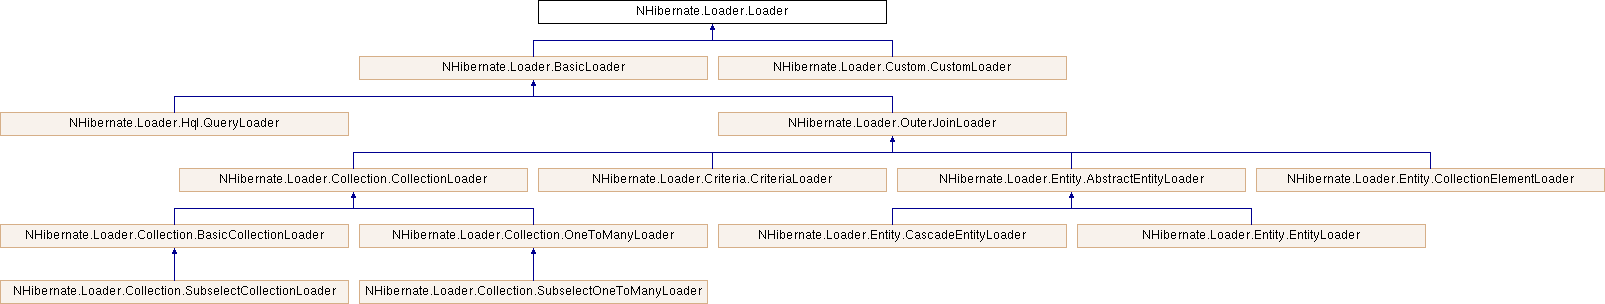 NHibernate.Loader.Loader
NHibernate.Loader.BasicLoader
NHibernate.Loader.Custom.CustomLoader
NHibernate.Loader.Hql.QueryLoader
NHibernate.Loader.OuterJoinLoader
NHibernate.Loader.Collection.CollectionLoader
NHibernate.Loader.Criteria.CriteriaLoader
NHibernate.Loader.Entity.AbstractEntityLoader
NHibernate.Loader.Entity.CollectionElementLoader
NHibernate.Loader.Collection.BasicCollectionLoader
NHibernate.Loader.Collection.OneToManyLoader
NHibernate.Loader.Entity.CascadeEntityLoader
NHibernate.Loader.Entity.EntityLoader
NHibernate.Loader.Collection.SubselectCollectionLoader
NHibernate.Loader.Collection.SubselectOneToManyLoader